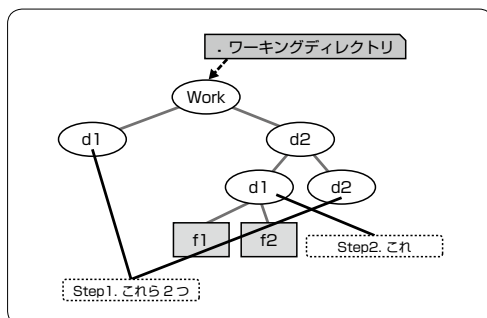 . ワーキングディレクトリ
Work
d1
d2
d1
d2
f1
f2
Step2. これ
Step1. これら2つ